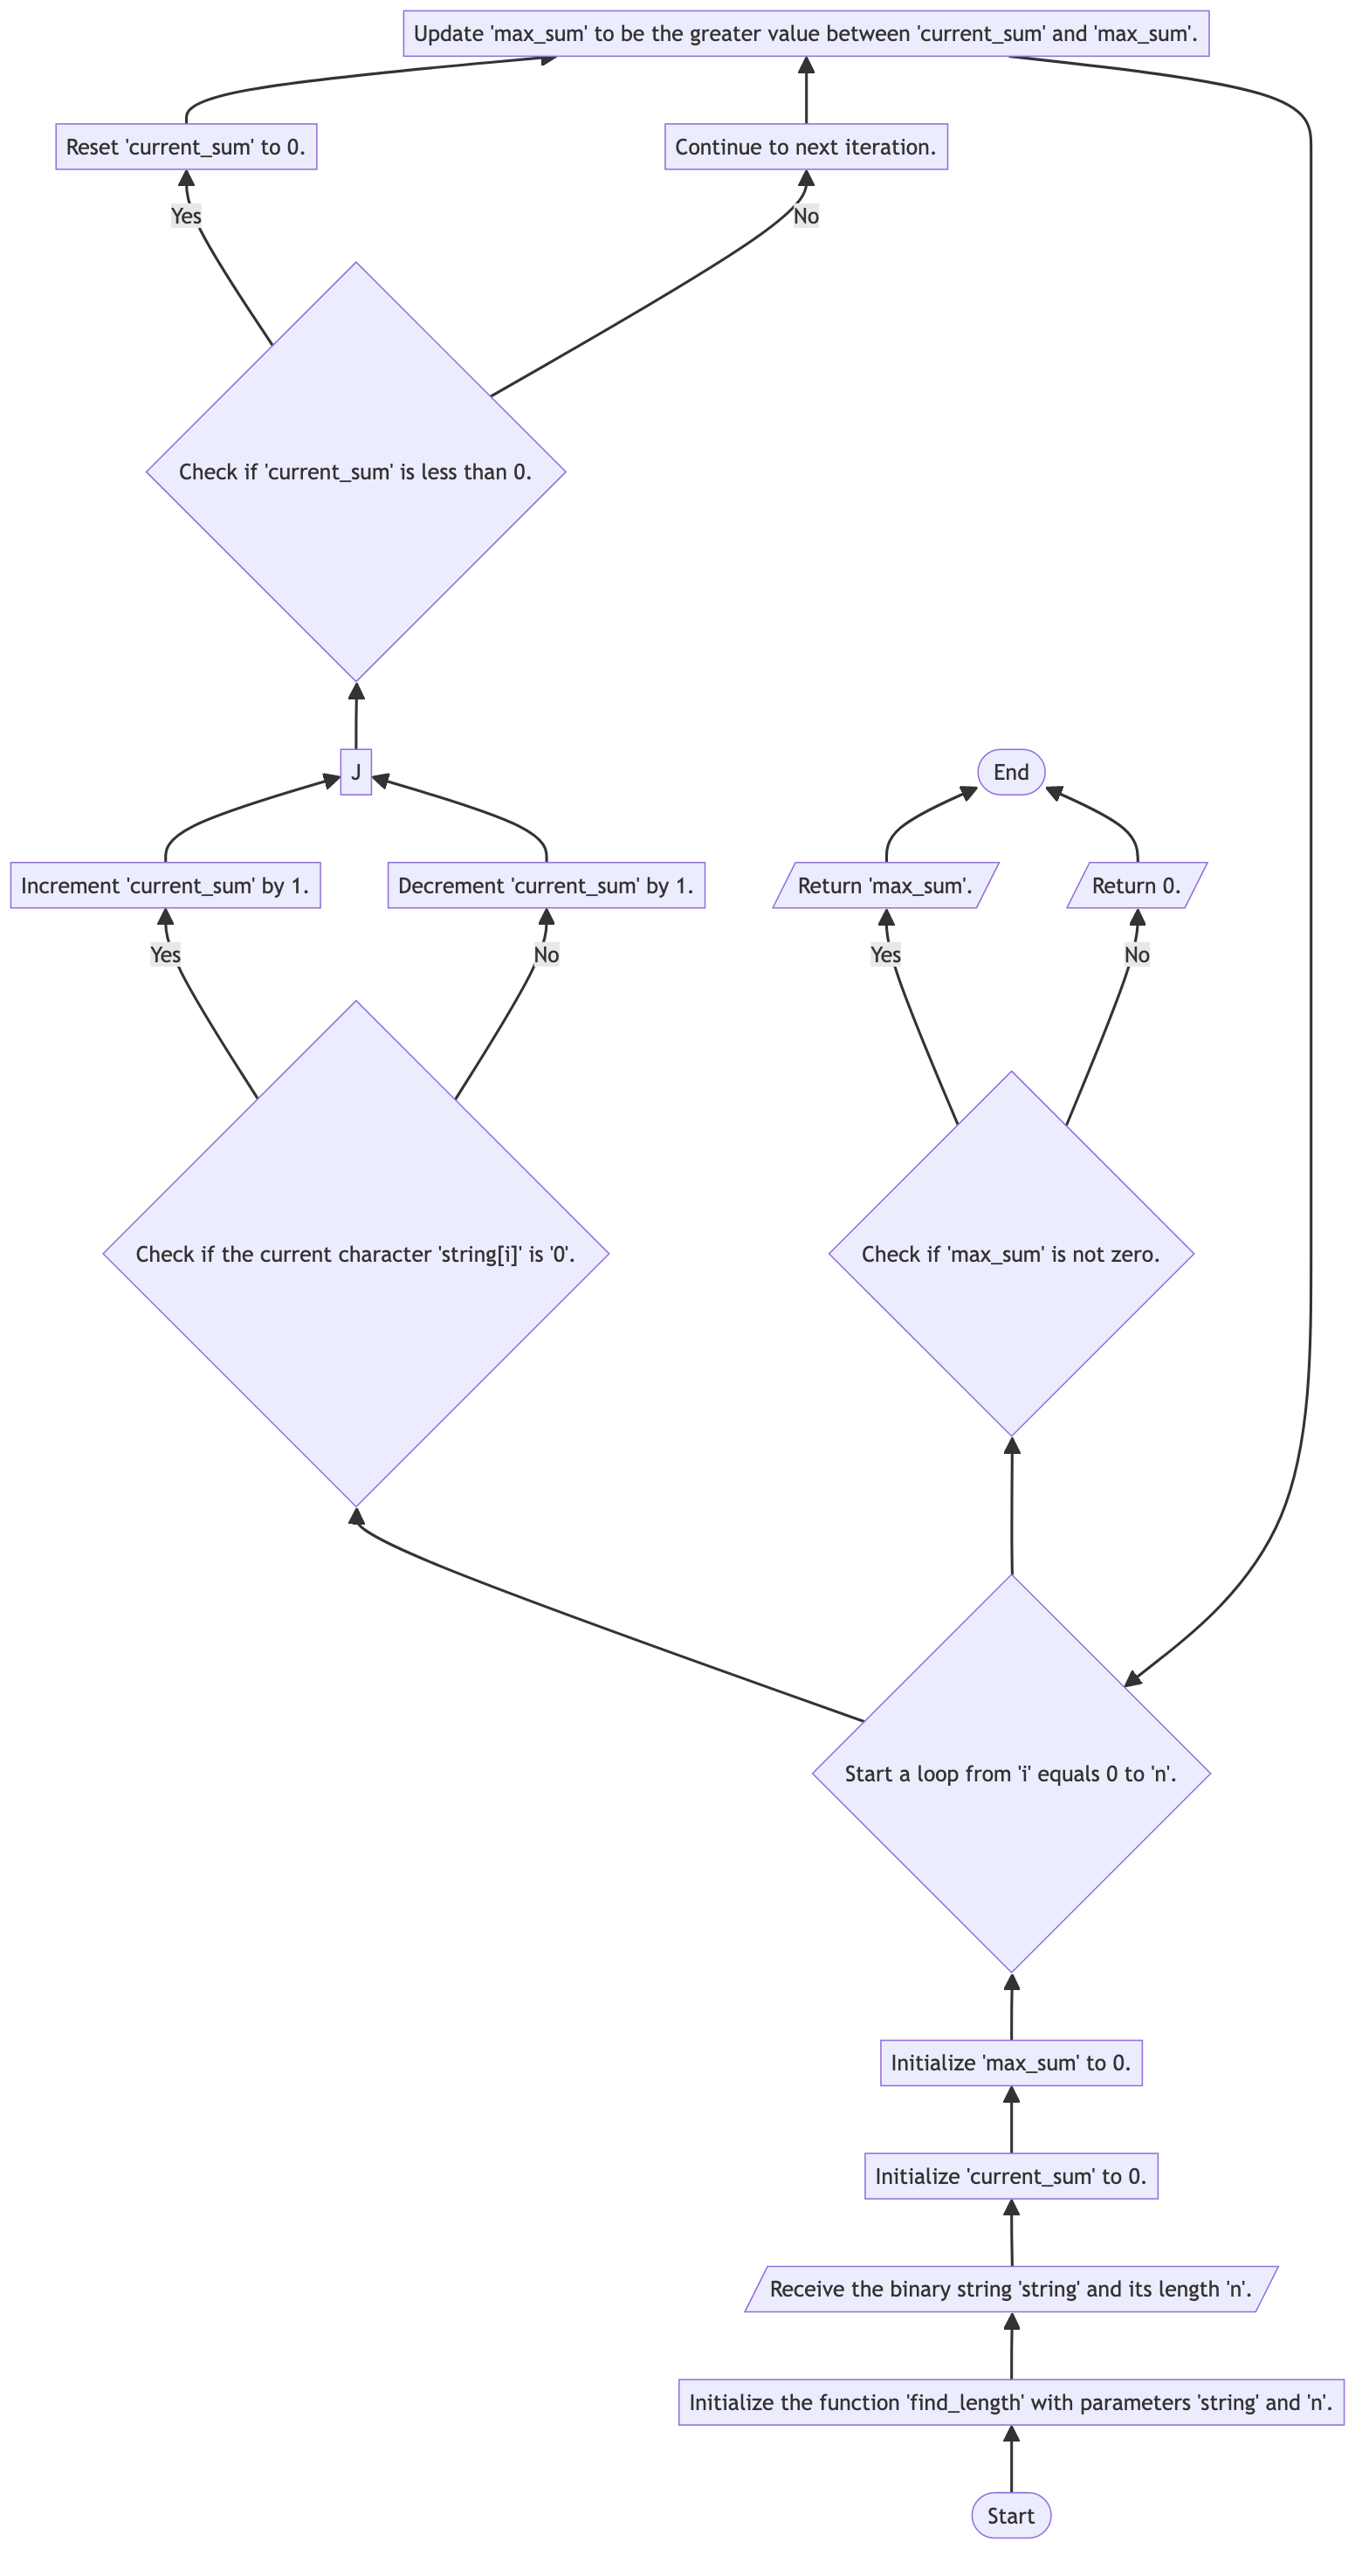 Update 'max_sum' to be the greater value between 'current_sum' and 'max_sum'.
Reset 'current_sum' to 0.
Continue to next iteration.
Yes
No
Check if 'current_sum' is less than 0.
J
End
Increment 'current_sum' by 1.
Decrement 'current_sum' by 1.
Return 'max_sum'.
Return 0.
Yes
No
Yes
No
Check if the current character 'string[i]' is '0'.
Check if 'max_sum' is not zero.
Start a loop from 'i' equals 0 to 'n'.
Initialize 'max_sum' to 0.
Initialize 'current_sum' to 0.
Receive the binary string 'string' and its length 'n'.
Initialize the function 'find_length' with parameters 'string' and 'n'.
Start